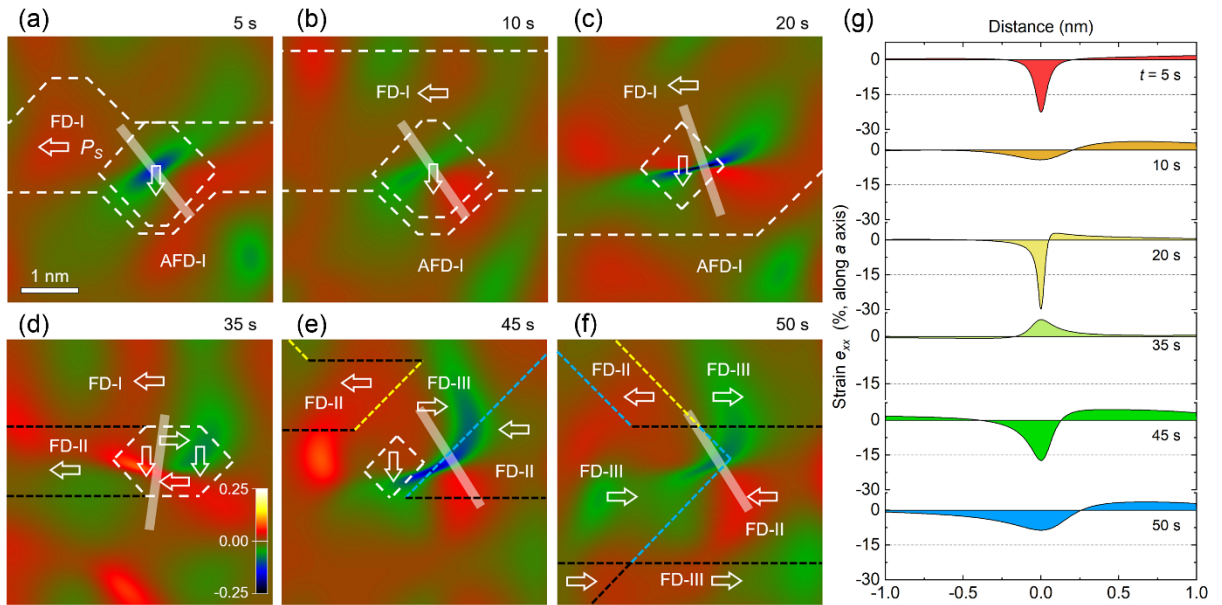 (a)
5 s
FD-I
P_S
AFD-I
1 nm
(b)
10 s
FD-I
AFD-I
(c)
20 s
FD-I
AFD-I
(d)
35 s
FD-I
FD-II
0.25
0.00
-0.25
(e)
45 s
FD-III
FD-II
FD-II
(f)
50 s
FD-II
FD-III
FD-III
FD-II
FD-III
(g)
Distance (nm)
Strain e_xx (%, along a axis)
0
-15
-30
t = 5 s
0
-15
-30
10 s
0
-15
-30
20 s
0
-15
35 s
0
-15
-30
45 s
0
-15
-30
50 s
-1.0 -0.5 0.0 0.5 1.0